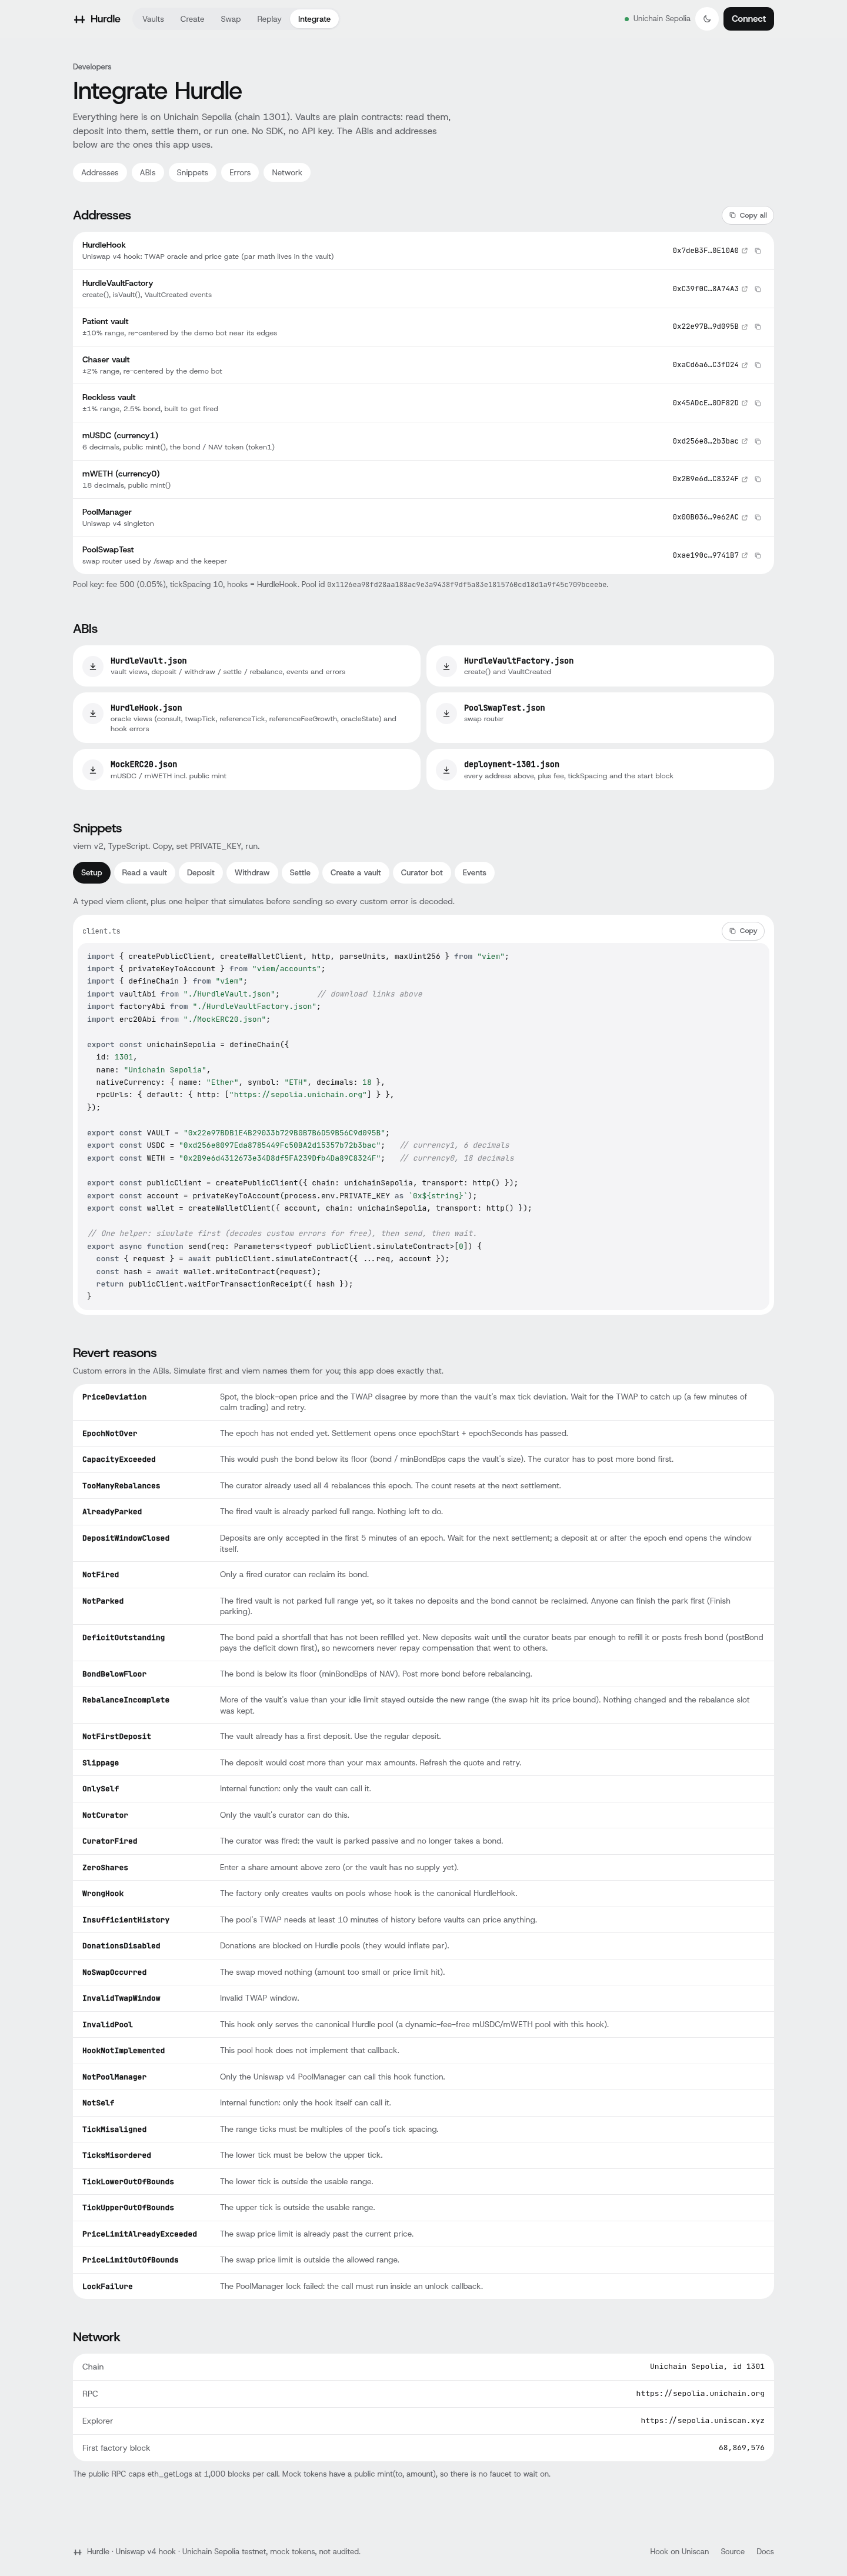 Hurdle Vaults Create Swap Replay Integrate Unichain Sepolia Connect
Developers
Integrate Hurdle
Everything here is on Unichain Sepolia (chain 1301). Vaults are plain contracts: read them,
deposit into them, settle them, or run one. No SDK, no API key. The ABIs and addresses
below are the ones this app uses.
Addresses ABIs Snippets Errors Network
Addresses Copy all
HurdleHook
Uniswap v4 hook: TWAP oracle and price gate (par math lives in the vault)
0x7deB3F…0E10A0
HurdleVaultFactory
create(), isVault(), VaultCreated events
0xC39f0C…8A74A3
Patient vault
±10% range, re-centered by the demo bot near its edges
0x22e97B…9d095B
Chaser vault
±2% range, re-centered by the demo bot
0xaCd6a6…C3fD24
Reckless vault
±1% range, 2.5% bond, built to get fired
0x45ADcE…0DF82D
mUSDC (currency1)
6 decimals, public mint(), the bond / NAV token (token1)
0xd256e8…2b3bac
mWETH (currency0)
18 decimals, public mint()
0x2B9e6d…C8324F
PoolManager
Uniswap v4 singleton
0x00B036…9e62AC
PoolSwapTest
swap router used by /swap and the keeper
0xae190c…9741B7
Pool key: fee 500 (0.05%), tickSpacing 10, hooks = HurdleHook. Pool id 0x1126ea98fd28aa188ac9e3a9438f9df5a83e1815760cd18d1a9f45c709bceebe.
ABIs
HurdleVault.json
vault views, deposit / withdraw / settle / rebalance, events and errors
HurdleVaultFactory.json
create() and VaultCreated
HurdleHook.json
oracle views (consult, twapTick, referenceTick, referenceFeeGrowth, oracleState) and
hook errors
PoolSwapTest.json
swap router
MockERC20.json
mUSDC / mWETH incl. public mint
deployment-1301.json
every address above, plus fee, tickSpacing and the start block
Snippets
viem v2, TypeScript. Copy, set PRIVATE_KEY, run.
Setup Read a vault Deposit Withdraw Settle Create a vault Curator bot Events
A typed viem client, plus one helper that simulates before sending so every custom error is decoded.
client.ts Copy
import { createPublicClient, createWalletClient, http, parseUnits, maxUint256 } from "viem";
import { privateKeyToAccount } from "viem/accounts";
import { defineChain } from "viem";
import vaultAbi from "./HurdleVault.json"; // download links above
import factoryAbi from "./HurdleVaultFactory.json";
import erc20Abi from "./MockERC20.json";
export const unichainSepolia = defineChain({
id: 1301,
name: "Unichain Sepolia",
nativeCurrency: { name: "Ether", symbol: "ETH", decimals: 18 },
rpcUrls: { default: { http: ["https://sepolia.unichain.org"] } },
});
export const VAULT = "0x22e97BDB1E4B29033b729B0B7B6D59B56C9d095B";
export const USDC = "0xd256e8097Eda8785449Fc50BA2d15357b72b3bac"; // currency1, 6 decimals
export const WETH = "0x2B9e6d4312673e34D8df5FA239Dfb4Da89C8324F"; // currency0, 18 decimals
export const publicClient = createPublicClient({ chain: unichainSepolia, transport: http() });
export const account = privateKeyToAccount(process.env.PRIVATE_KEY as `0x${string}`);
export const wallet = createWalletClient({ account, chain: unichainSepolia, transport: http() });
// One helper: simulate first (decodes custom errors for free), then send, then wait.
export async function send(req: Parameters<typeof publicClient.simulateContract>[0]) {
const { request } = await publicClient.simulateContract({ ...req, account });
const hash = await wallet.writeContract(request);
return publicClient.waitForTransactionReceipt({ hash });
}
Revert reasons
Custom errors in the ABIs. Simulate first and viem names them for you; this app does exactly that.
PriceDeviation Spot, the block-open price and the TWAP disagree by more than the vault's max tick deviation. Wait for the TWAP to catch up (a few minutes of
calm trading) and retry.
EpochNotOver The epoch has not ended yet. Settlement opens once epochStart + epochSeconds has passed.
CapacityExceeded This would push the bond below its floor (bond / minBondBps caps the vault's size). The curator has to post more bond first.
TooManyRebalances The curator already used all 4 rebalances this epoch. The count resets at the next settlement.
AlreadyParked The fired vault is already parked full range. Nothing left to do.
DepositWindowClosed Deposits are only accepted in the first 5 minutes of an epoch. Wait for the next settlement; a deposit at or after the epoch end opens the window
itself.
NotFired Only a fired curator can reclaim its bond.
NotParked The fired vault is not parked full range yet, so it takes no deposits and the bond cannot be reclaimed. Anyone can finish the park first (Finish
parking).
DeficitOutstanding The bond paid a shortfall that has not been refilled yet. New deposits wait until the curator beats par enough to refill it or posts fresh bond (postBond
pays the deficit down first), so newcomers never repay compensation that went to others.
BondBelowFloor The bond is below its floor (minBondBps of NAV). Post more bond before rebalancing.
RebalanceIncomplete More of the vault's value than your idle limit stayed outside the new range (the swap hit its price bound). Nothing changed and the rebalance slot
was kept.
NotFirstDeposit The vault already has a first deposit. Use the regular deposit.
Slippage The deposit would cost more than your max amounts. Refresh the quote and retry.
OnlySelf Internal function: only the vault can call it.
NotCurator Only the vault's curator can do this.
CuratorFired The curator was fired: the vault is parked passive and no longer takes a bond.
ZeroShares Enter a share amount above zero (or the vault has no supply yet).
WrongHook The factory only creates vaults on pools whose hook is the canonical HurdleHook.
InsufficientHistory The pool's TWAP needs at least 10 minutes of history before vaults can price anything.
DonationsDisabled Donations are blocked on Hurdle pools (they would inflate par).
NoSwapOccurred The swap moved nothing (amount too small or price limit hit).
InvalidTwapWindow Invalid TWAP window.
InvalidPool This hook only serves the canonical Hurdle pool (a dynamic-fee-free mUSDC/mWETH pool with this hook).
HookNotImplemented This pool hook does not implement that callback.
NotPoolManager Only the Uniswap v4 PoolManager can call this hook function.
NotSelf Internal function: only the hook itself can call it.
TickMisaligned The range ticks must be multiples of the pool's tick spacing.
TicksMisordered The lower tick must be below the upper tick.
TickLowerOutOfBounds The lower tick is outside the usable range.
TickUpperOutOfBounds The upper tick is outside the usable range.
PriceLimitAlreadyExceeded The swap price limit is already past the current price.
PriceLimitOutOfBounds The swap price limit is outside the allowed range.
LockFailure The PoolManager lock failed: the call must run inside an unlock callback.
Network
Chain Unichain Sepolia, id 1301
RPC https://sepolia.unichain.org
Explorer https://sepolia.uniscan.xyz
First factory block 68,869,576
The public RPC caps eth_getLogs at 1,000 blocks per call. Mock tokens have a public mint(to, amount), so there is no faucet to wait on.
Hurdle · Uniswap v4 hook · Unichain Sepolia testnet, mock tokens, not audited. Hook on Uniscan Source Docs